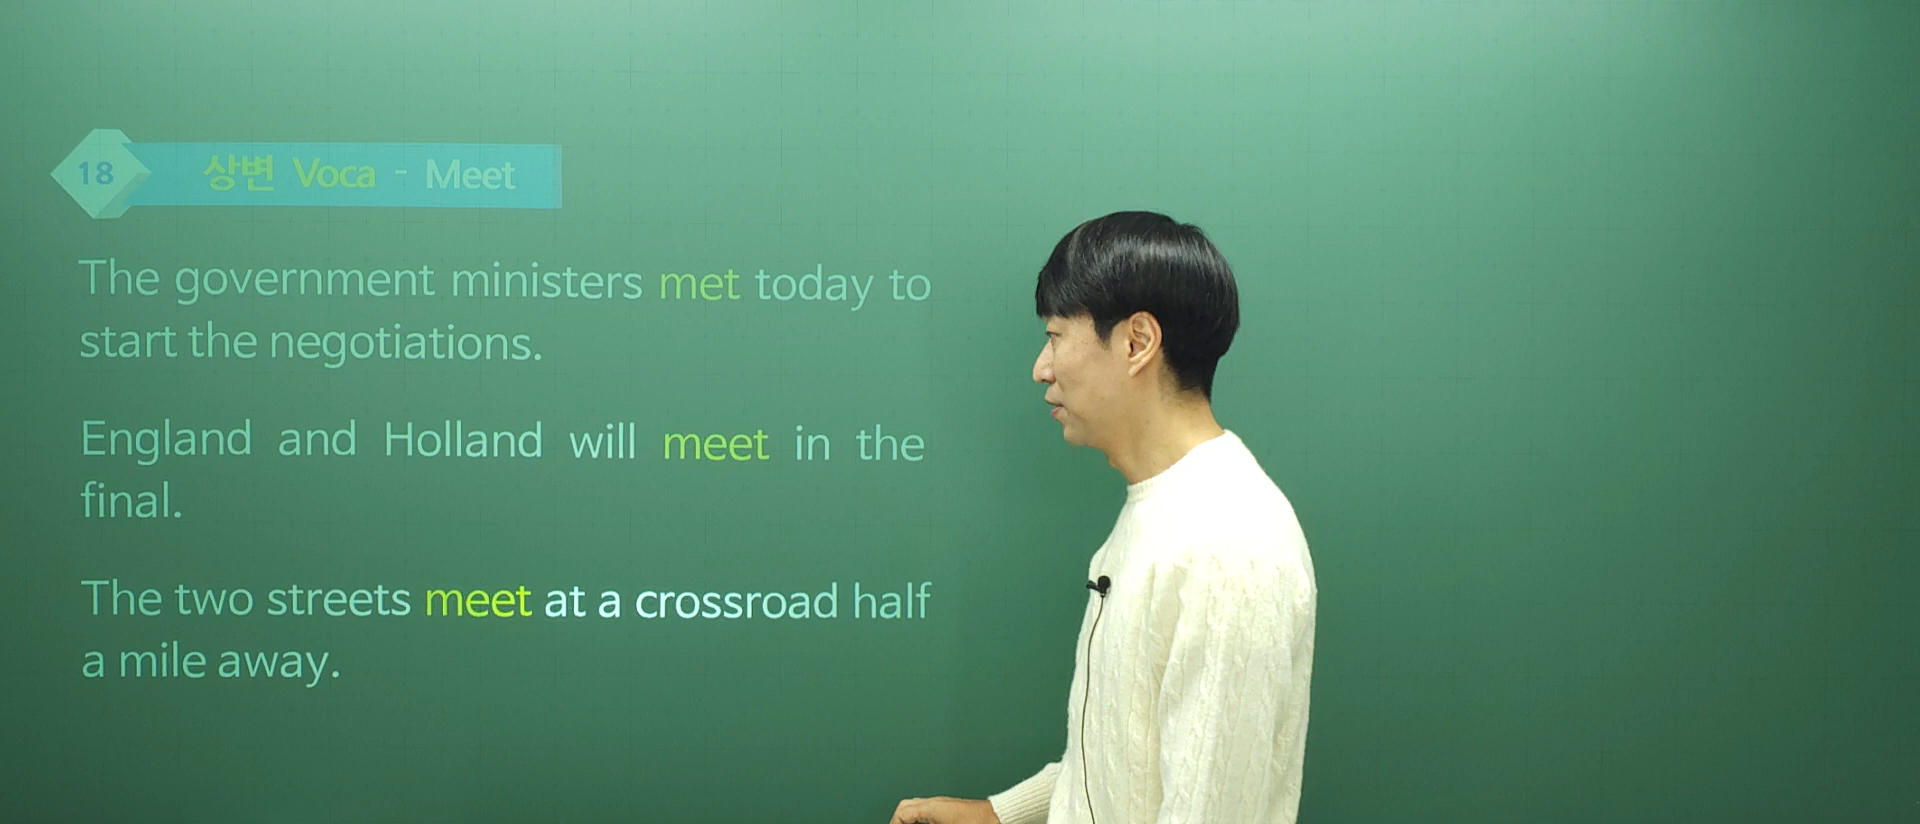 18 상변 Voca - Meet
The government ministers met today to
start the negotiations.
England and Holland will meet in the
final.
The two streets meet at a crossroad half
a mile away.